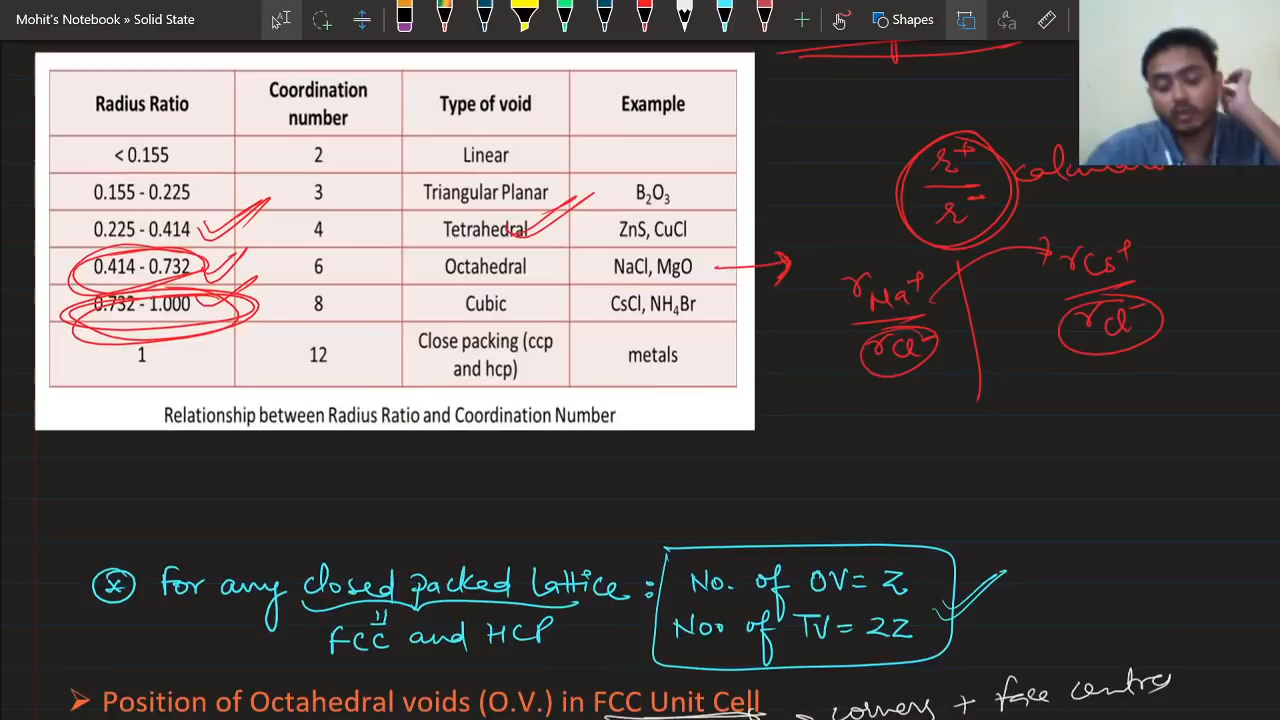 Mohit's Notebook » Solid State
Shapes
Radius Ratio Coordination number Type of void Example
< 0.155 2 Linear
0.155 - 0.225 3 Triangular Planar B₂O₃
0.225 - 0.414 4 Tetrahedral ZnS, CuCl
0.414 - 0.732 6 Octahedral NaCl, MgO
0.732 - 1.000 8 Cubic CsCl, NH₄Br
1 12 Close packing (ccp and hcp) metals
Relationship between Radius Ratio and Coordination Number
r⁺
r⁻
rNa⁺
rCl⁻
rCs⁺
rCl⁻
* For any closed packed lattice :
FCC and HCP
No. of OV = Z
No. of TV = 2Z
➢ Position of Octahedral voids (O.V.) in FCC Unit Cell
corners + face centres